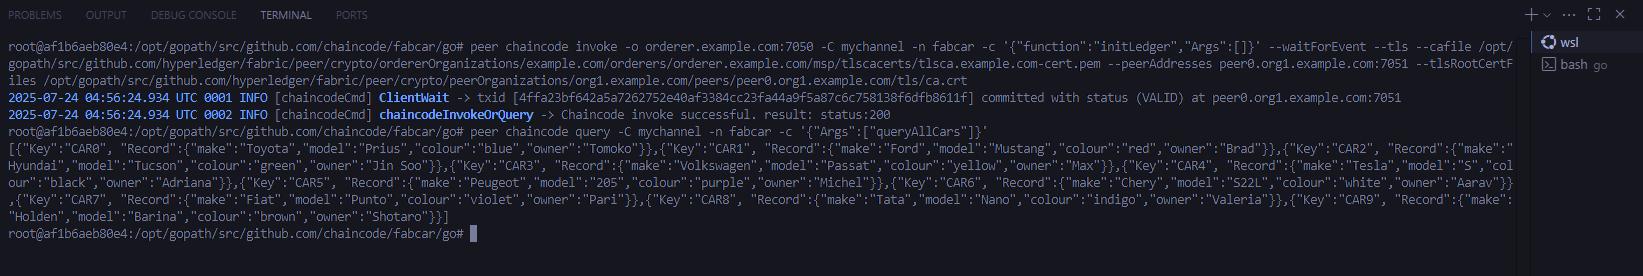 PROBLEMS OUTPUT DEBUG CONSOLE TERMINAL PORTS
root@af1b6aeb80e4:/opt/gopath/src/github.com/chaincode/fabcar/go# peer chaincode invoke -o orderer.example.com:7050 -C mychannel -n fabcar -c '{"function":"initLedger","Args":[]}' --waitForEvent --tls --cafile /opt/
gopath/src/github.com/hyperledger/fabric/peer/crypto/ordererOrganizations/example.com/orderers/orderer.example.com/msp/tlscacerts/tlsca.example.com-cert.pem --peerAddresses peer0.org1.example.com:7051 --tlsRootCertF
iles /opt/gopath/src/github.com/hyperledger/fabric/peer/crypto/peerOrganizations/org1.example.com/peers/peer0.org1.example.com/tls/ca.crt
2025-07-24 04:56:24.934 UTC 0001 INFO [chaincodeCmd] ClientWait -> txid [4ffa23bf642a5a7262752e40af3384cc23fa44a9f5a87c6c758138f6dfb8611f] committed with status (VALID) at peer0.org1.example.com:7051
2025-07-24 04:56:24.934 UTC 0002 INFO [chaincodeCmd] chaincodeInvokeOrQuery -> Chaincode invoke successful. result: status:200
root@af1b6aeb80e4:/opt/gopath/src/github.com/chaincode/fabcar/go# peer chaincode query -C mychannel -n fabcar -c '{"Args":["queryAllCars"]}'
[{"Key":"CAR0", "Record":{"make":"Toyota","model":"Prius","colour":"blue","owner":"Tomoko"}},{"Key":"CAR1", "Record":{"make":"Ford","model":"Mustang","colour":"red","owner":"Brad"}},{"Key":"CAR2", "Record":{"make":"
Hyundai","model":"Tucson","colour":"green","owner":"Jin Soo"}},{"Key":"CAR3", "Record":{"make":"Volkswagen","model":"Passat","colour":"yellow","owner":"Max"}},{"Key":"CAR4", "Record":{"make":"Tesla","model":"S","col
our":"black","owner":"Adriana"}},{"Key":"CAR5", "Record":{"make":"Peugeot","model":"205","colour":"purple","owner":"Michel"}},{"Key":"CAR6", "Record":{"make":"Chery","model":"S22L","colour":"white","owner":"Aarav"}}
,{"Key":"CAR7", "Record":{"make":"Fiat","model":"Punto","colour":"violet","owner":"Pari"}},{"Key":"CAR8", "Record":{"make":"Tata","model":"Nano","colour":"indigo","owner":"Valeria"}},{"Key":"CAR9", "Record":{"make":
"Holden","model":"Barina","colour":"brown","owner":"Shotaro"}}]
root@af1b6aeb80e4:/opt/gopath/src/github.com/chaincode/fabcar/go#
wsl
bash go